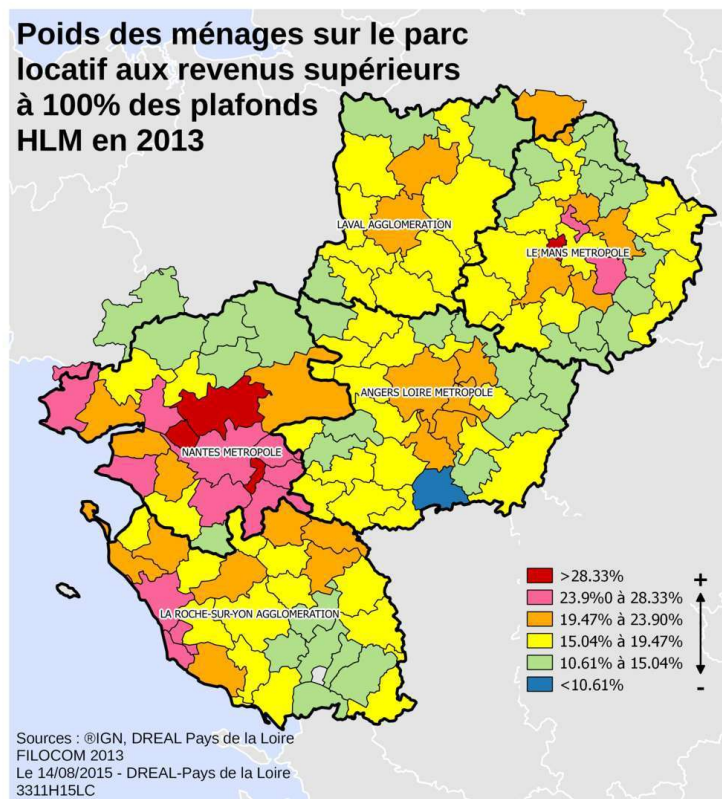 Poids des ménages sur le parc
locatif aux revenus supérieurs
à 100% des plafonds
HLM en 2013
LAVAL AGGLOMERATION
LE MANS METROPOLE
ANGERS LOIRE METROPOLE
NANTES METROPOLE
LA ROCHE-SUR-YON AGGLOMERATION
>28.33%
23.9%0 à 28.33%
19.47% à 23.90%
15.04% à 19.47%
10.61% à 15.04%
<10.61%
+
-
Sources : ®IGN, DREAL Pays de la Loire
FILOCOM 2013
Le 14/08/2015 - DREAL-Pays de la Loire
3311H15LC